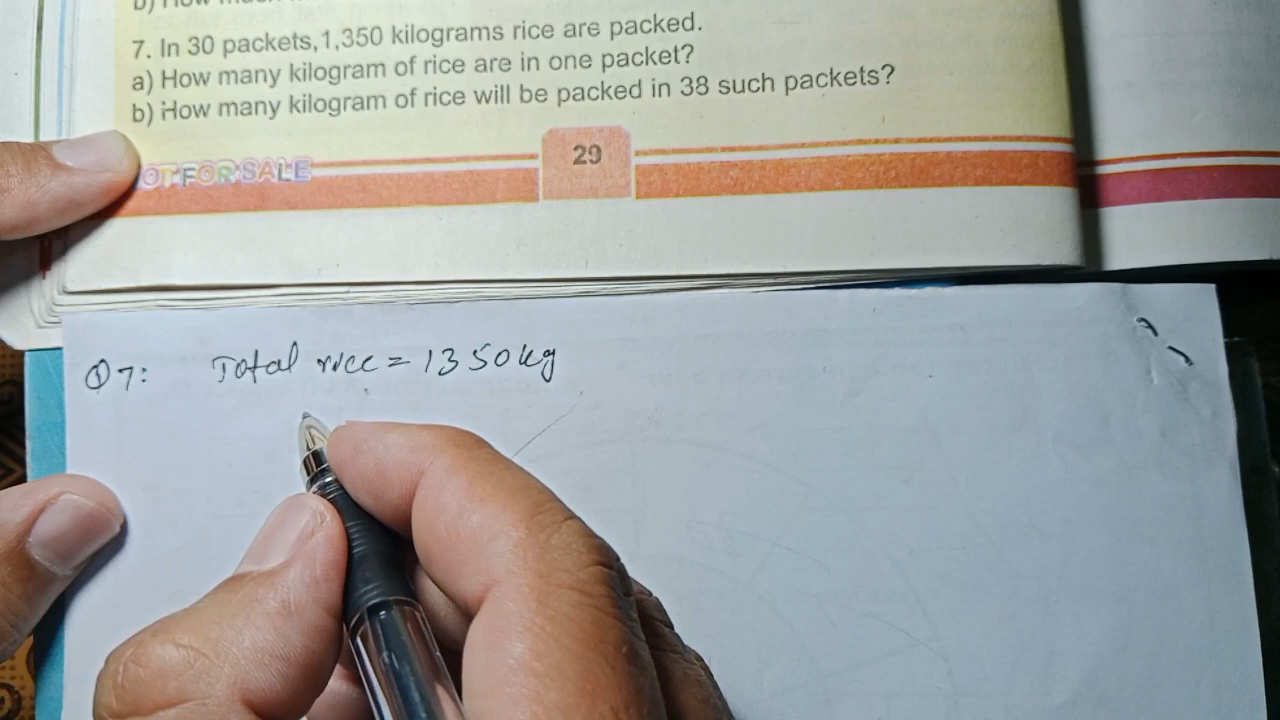 b) How much
7. In 30 packets,1,350 kilograms rice are packed.
a) How many kilogram of rice are in one packet?
b) How many kilogram of rice will be packed in 38 such packets?
29
OT FOR SALE
Q7: Total rice = 1350kg